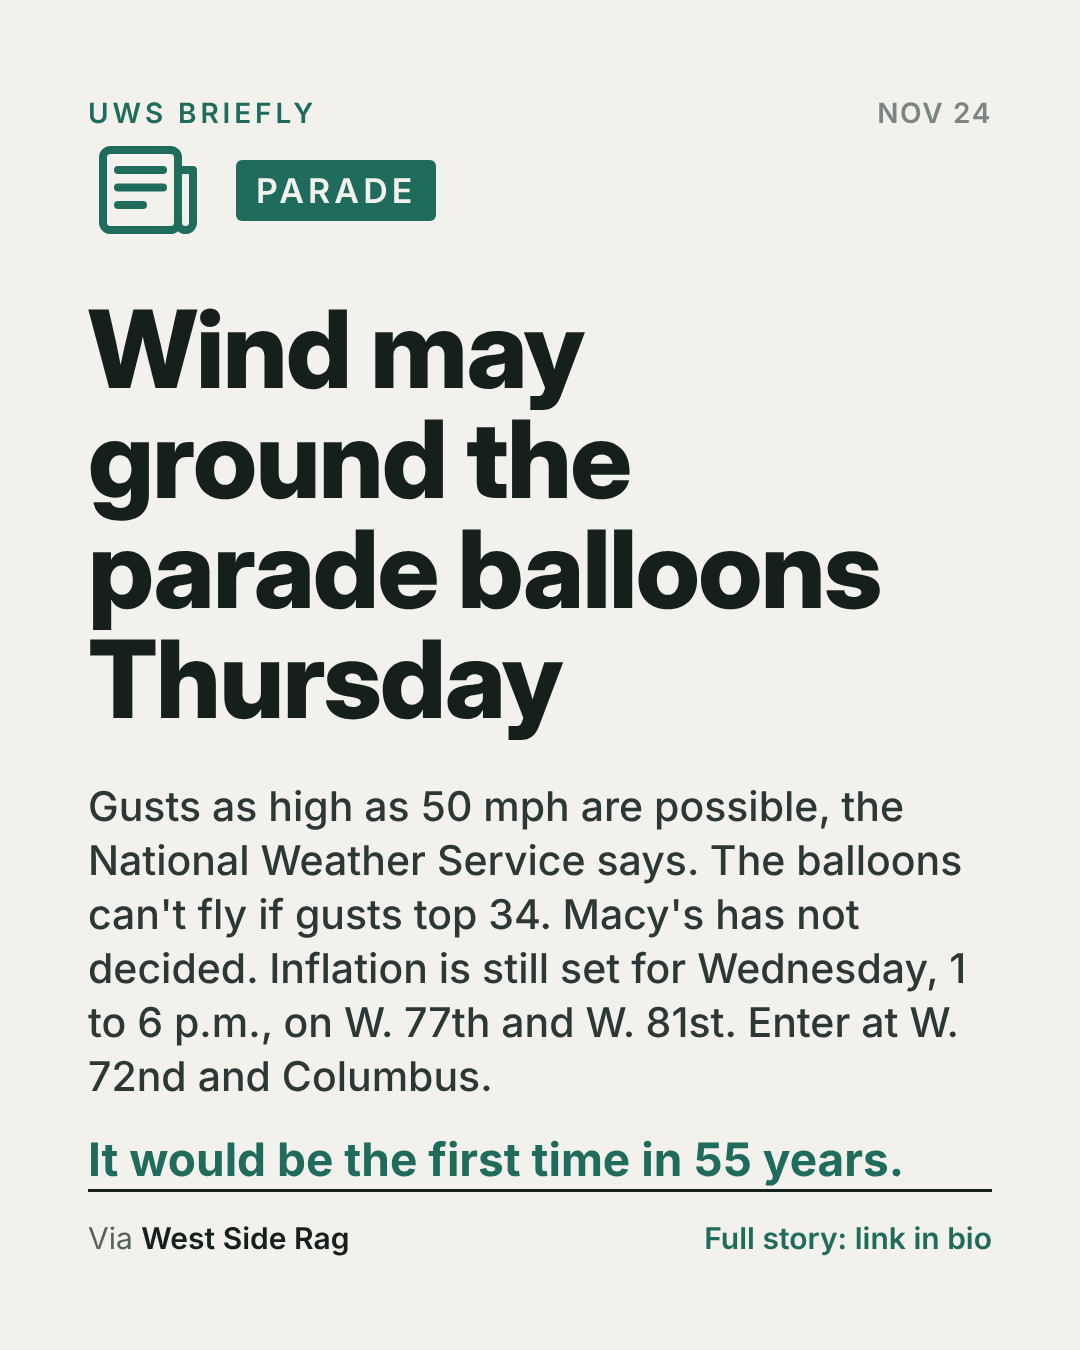 UWS BRIEFLY
NOV 24
PARADE
Wind may
ground the
parade balloons
Thursday
Gusts as high as 50 mph are possible, the
National Weather Service says. The balloons
can't fly if gusts top 34. Macy's has not
decided. Inflation is still set for Wednesday, 1
to 6 p.m., on W. 77th and W. 81st. Enter at W.
72nd and Columbus.
It would be the first time in 55 years.
Via West Side Rag
Full story: link in bio